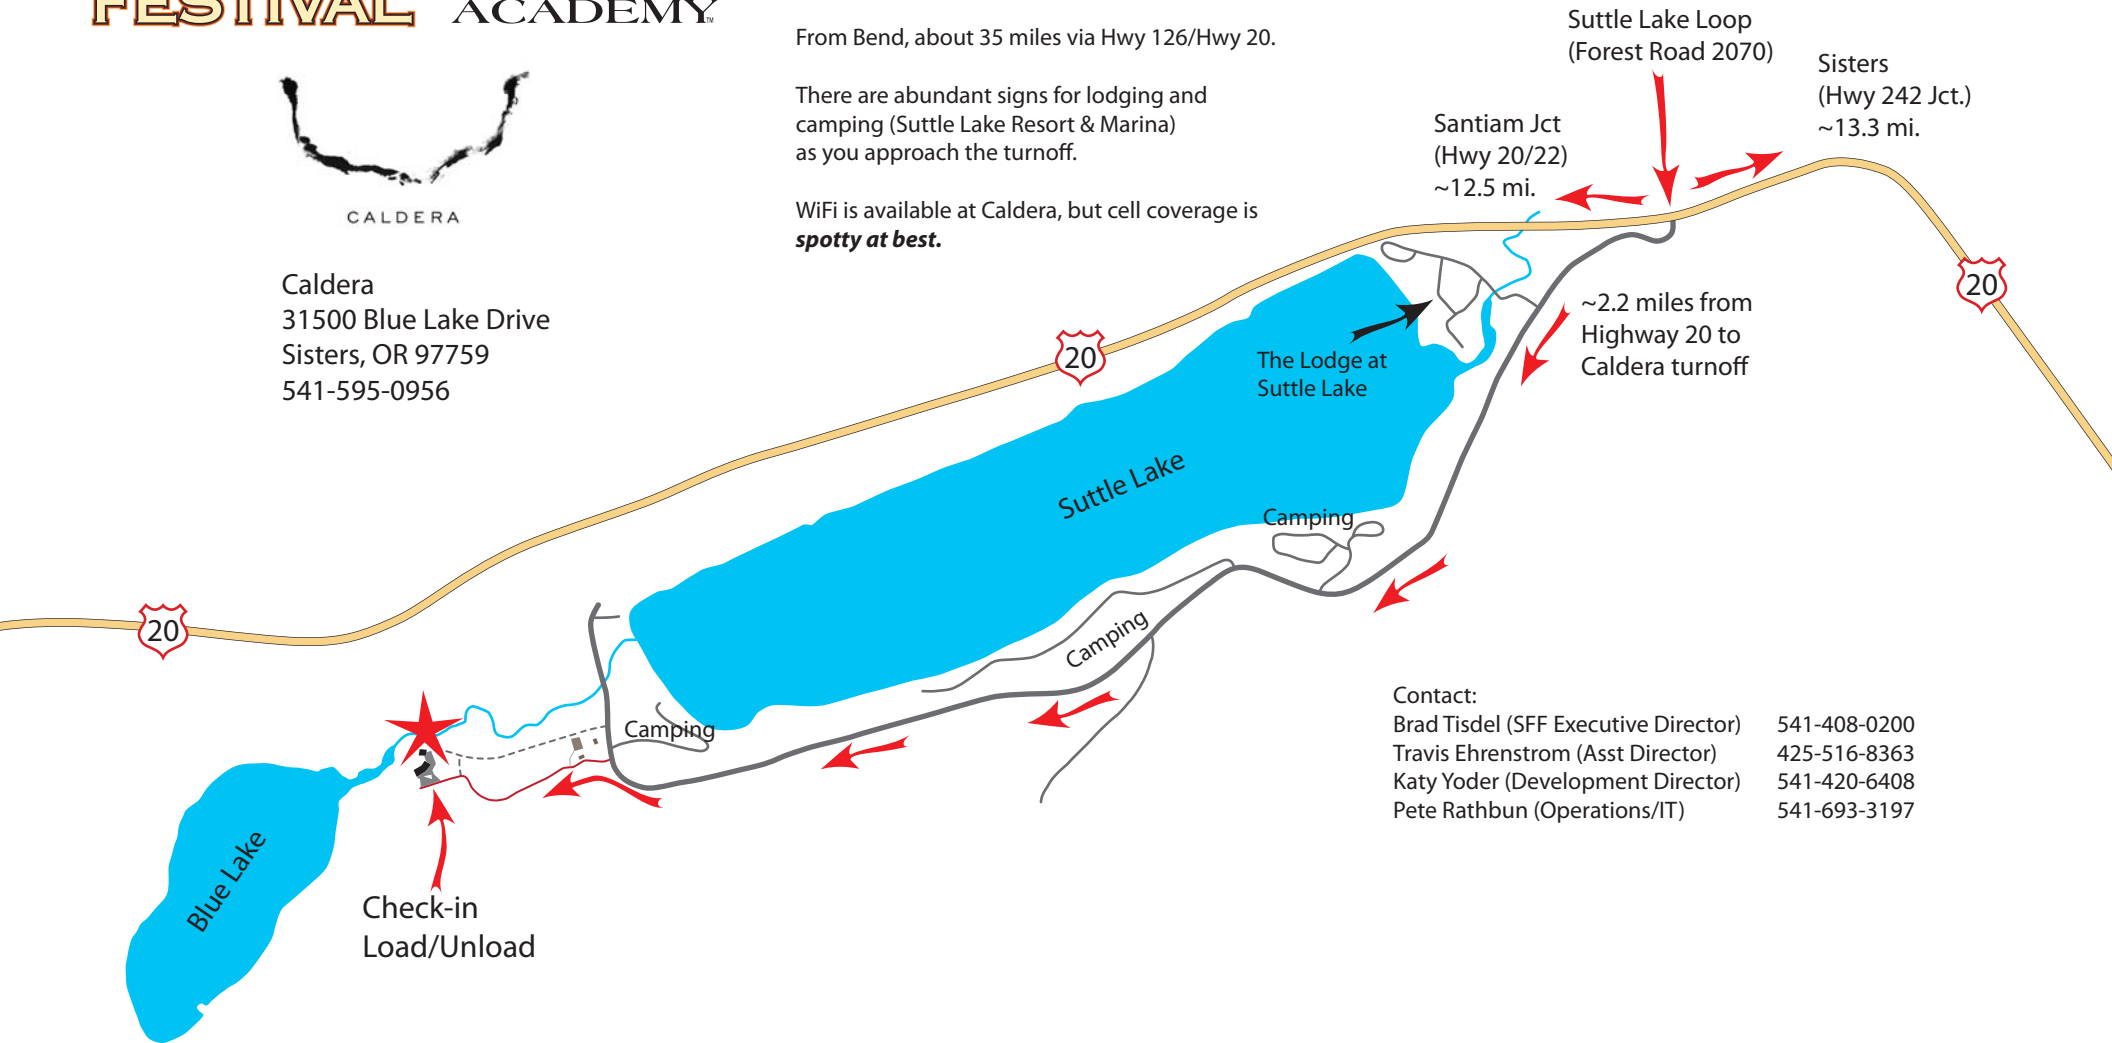 FESTIVAL
ACADEMY™
CALDERA
Caldera
31500 Blue Lake Drive
Sisters, OR 97759
541-595-0956
From Bend, about 35 miles via Hwy 126/Hwy 20.
There are abundant signs for lodging and
camping (Suttle Lake Resort & Marina)
as you approach the turnoff.
WiFi is available at Caldera, but cell coverage is
spotty at best.
Suttle Lake Loop
(Forest Road 2070)
Sisters
(Hwy 242 Jct.)
~13.3 mi.
Santiam Jct
(Hwy 20/22)
~12.5 mi.
20
~2.2 miles from
Highway 20 to
Caldera turnoff
20
The Lodge at
Suttle Lake
Suttle Lake
Camping
20
Camping
Camping
Contact:
Brad Tisdel (SFF Executive Director) 541-408-0200
Travis Ehrenstrom (Asst Director) 425-516-8363
Katy Yoder (Development Director) 541-420-6408
Pete Rathbun (Operations/IT) 541-693-3197
Blue Lake
Check-in
Load/Unload